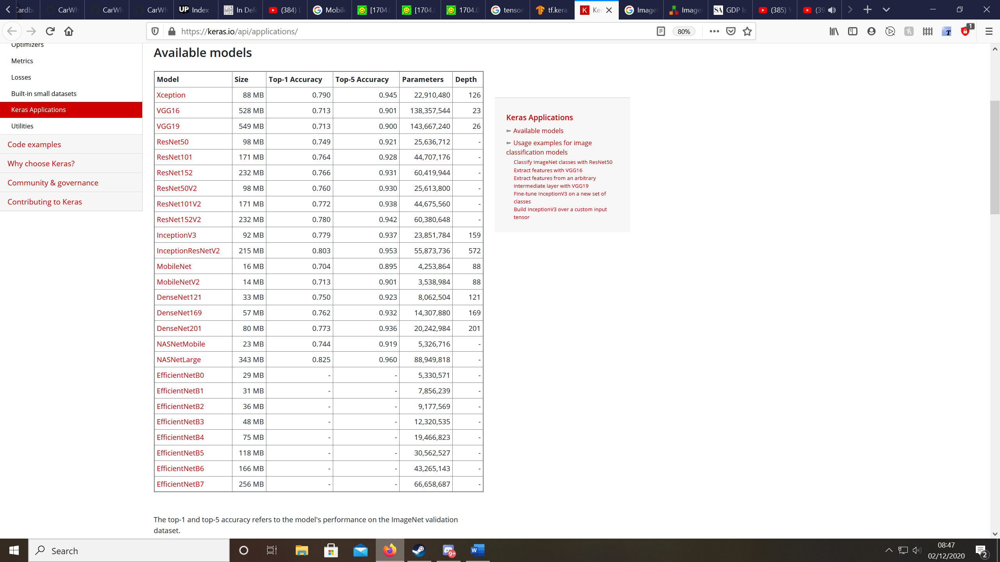 CarWh
CarWh
CarWh
UP Index
In Defe
(384) L
Mobile
[1704.0
[1704.0
1704.0
tensor
tf.kera
K Ker
Image
Image
SA GDP Is
(385) Y
(39
https://keras.io/api/applications/
80%
1
Optimizers
Metrics
Losses
Built-in small datasets
Keras Applications
Utilities
Code examples
Why choose Keras?
Community & governance
Contributing to Keras
Available models
Model Size Top-1 Accuracy Top-5 Accuracy Parameters Depth
Xception 88 MB 0.790 0.945 22,910,480 126
VGG16 528 MB 0.713 0.901 138,357,544 23
VGG19 549 MB 0.713 0.900 143,667,240 26
ResNet50 98 MB 0.749 0.921 25,636,712 -
ResNet101 171 MB 0.764 0.928 44,707,176 -
ResNet152 232 MB 0.766 0.931 60,419,944 -
ResNet50V2 98 MB 0.760 0.930 25,613,800 -
ResNet101V2 171 MB 0.772 0.938 44,675,560 -
ResNet152V2 232 MB 0.780 0.942 60,380,648 -
InceptionV3 92 MB 0.779 0.937 23,851,784 159
InceptionResNetV2 215 MB 0.803 0.953 55,873,736 572
MobileNet 16 MB 0.704 0.895 4,253,864 88
MobileNetV2 14 MB 0.713 0.901 3,538,984 88
DenseNet121 33 MB 0.750 0.923 8,062,504 121
DenseNet169 57 MB 0.762 0.932 14,307,880 169
DenseNet201 80 MB 0.773 0.936 20,242,984 201
NASNetMobile 23 MB 0.744 0.919 5,326,716 -
NASNetLarge 343 MB 0.825 0.960 88,949,818 -
EfficientNetB0 29 MB - - 5,330,571 -
EfficientNetB1 31 MB - - 7,856,239 -
EfficientNetB2 36 MB - - 9,177,569 -
EfficientNetB3 48 MB - - 12,320,535 -
EfficientNetB4 75 MB - - 19,466,823 -
EfficientNetB5 118 MB - - 30,562,527 -
EfficientNetB6 166 MB - - 43,265,143 -
EfficientNetB7 256 MB - - 66,658,687 -
The top-1 and top-5 accuracy refers to the model's performance on the ImageNet validation
dataset.
Keras Applications
► Available models
► Usage examples for image
classification models
Classify ImageNet classes with ResNet50
Extract features with VGG16
Extract features from an arbitrary
intermediate layer with VGG19
Fine-tune InceptionV3 on a new set of
classes
Build InceptionV3 over a custom input
tensor
Search
9+
W
08:47
02/12/2020
2